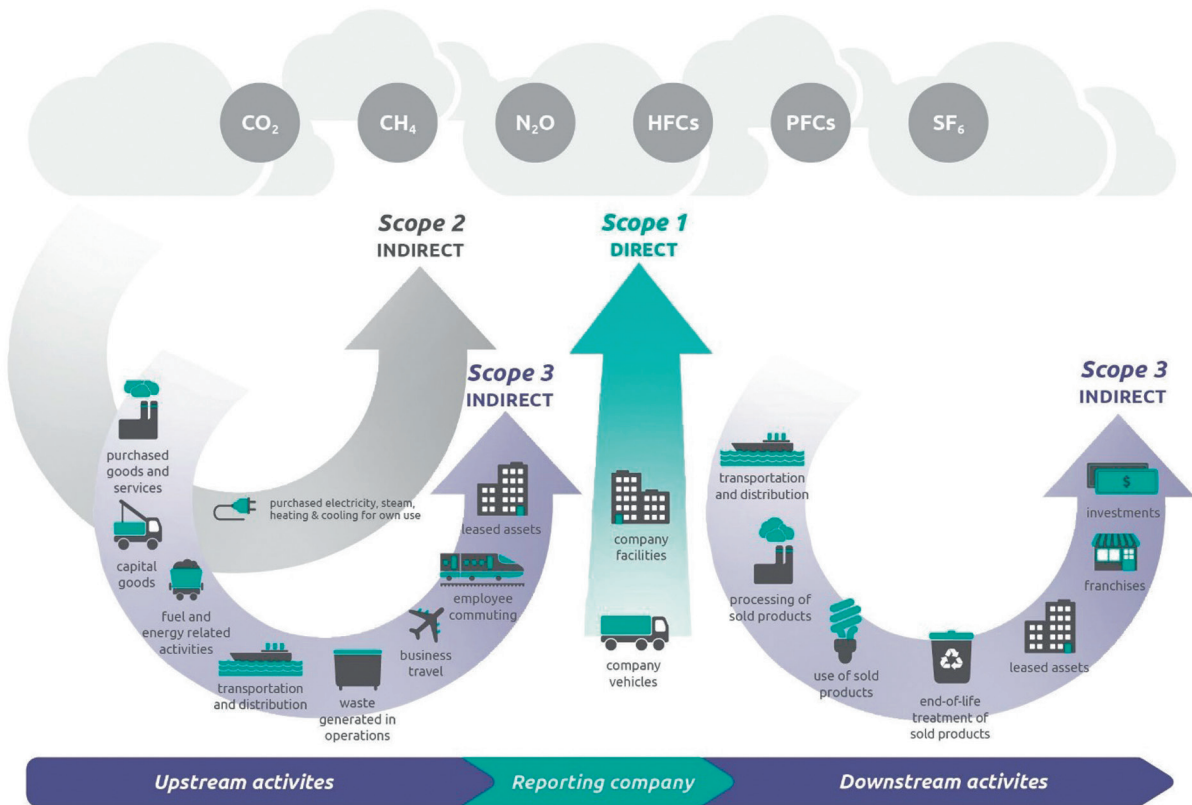 CO₂
CH₄
N₂O
HFCs
PFCs
SF₆
Scope 2
INDIRECT
Scope 1
DIRECT
Scope 3
INDIRECT
Scope 3
INDIRECT
purchased
goods and
services
capital
goods
fuel and
energy related
activities
transportation
and distribution
waste
generated in
operations
business
travel
employee
commuting
leased assets
purchased electricity, steam,
heating & cooling for own use
company
facilities
company
vehicles
transportation
and distribution
processing of
sold products
use of sold
products
end-of-life
treatment of
sold products
leased assets
franchises
$
investments
Upstream activites
Reporting company
Downstream activites